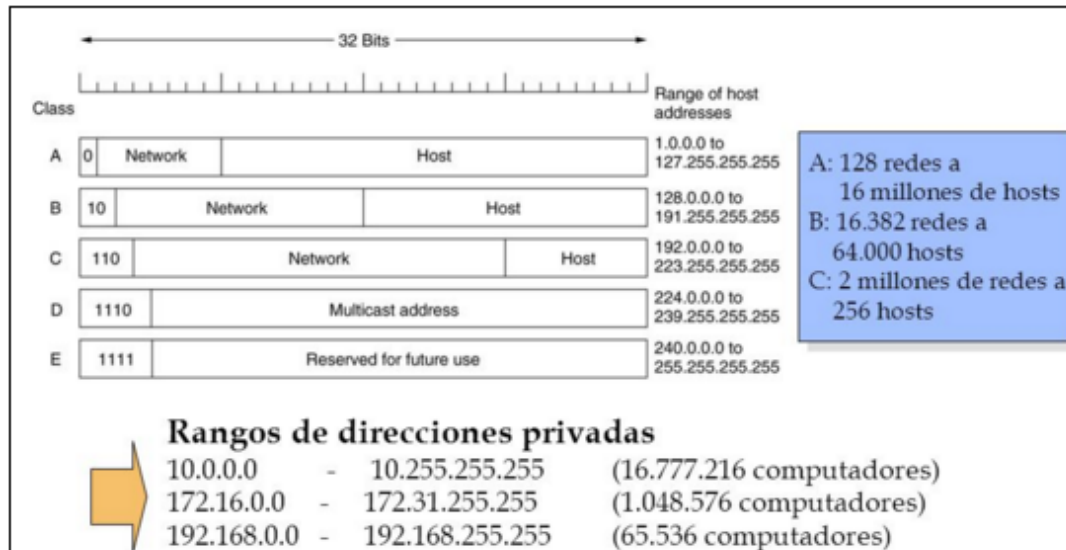 32 Bits
Class
Range of host
addresses
A
0
Network
Host
1.0.0.0 to
127.255.255.255
B
10
Network
Host
128.0.0.0 to
191.255.255.255
C
110
Network
Host
192.0.0.0 to
223.255.255.255
D
1110
Multicast address
224.0.0.0 to
239.255.255.255
E
1111
Reserved for future use
240.0.0.0 to
255.255.255.255
A: 128 redes a
16 millones de hosts
B: 16.382 redes a
64.000 hosts
C: 2 millones de redes a
256 hosts
Rangos de direcciones privadas
10.0.0.0 - 10.255.255.255 (16.777.216 computadores)
172.16.0.0 - 172.31.255.255 (1.048.576 computadores)
192.168.0.0 - 192.168.255.255 (65.536 computadores)